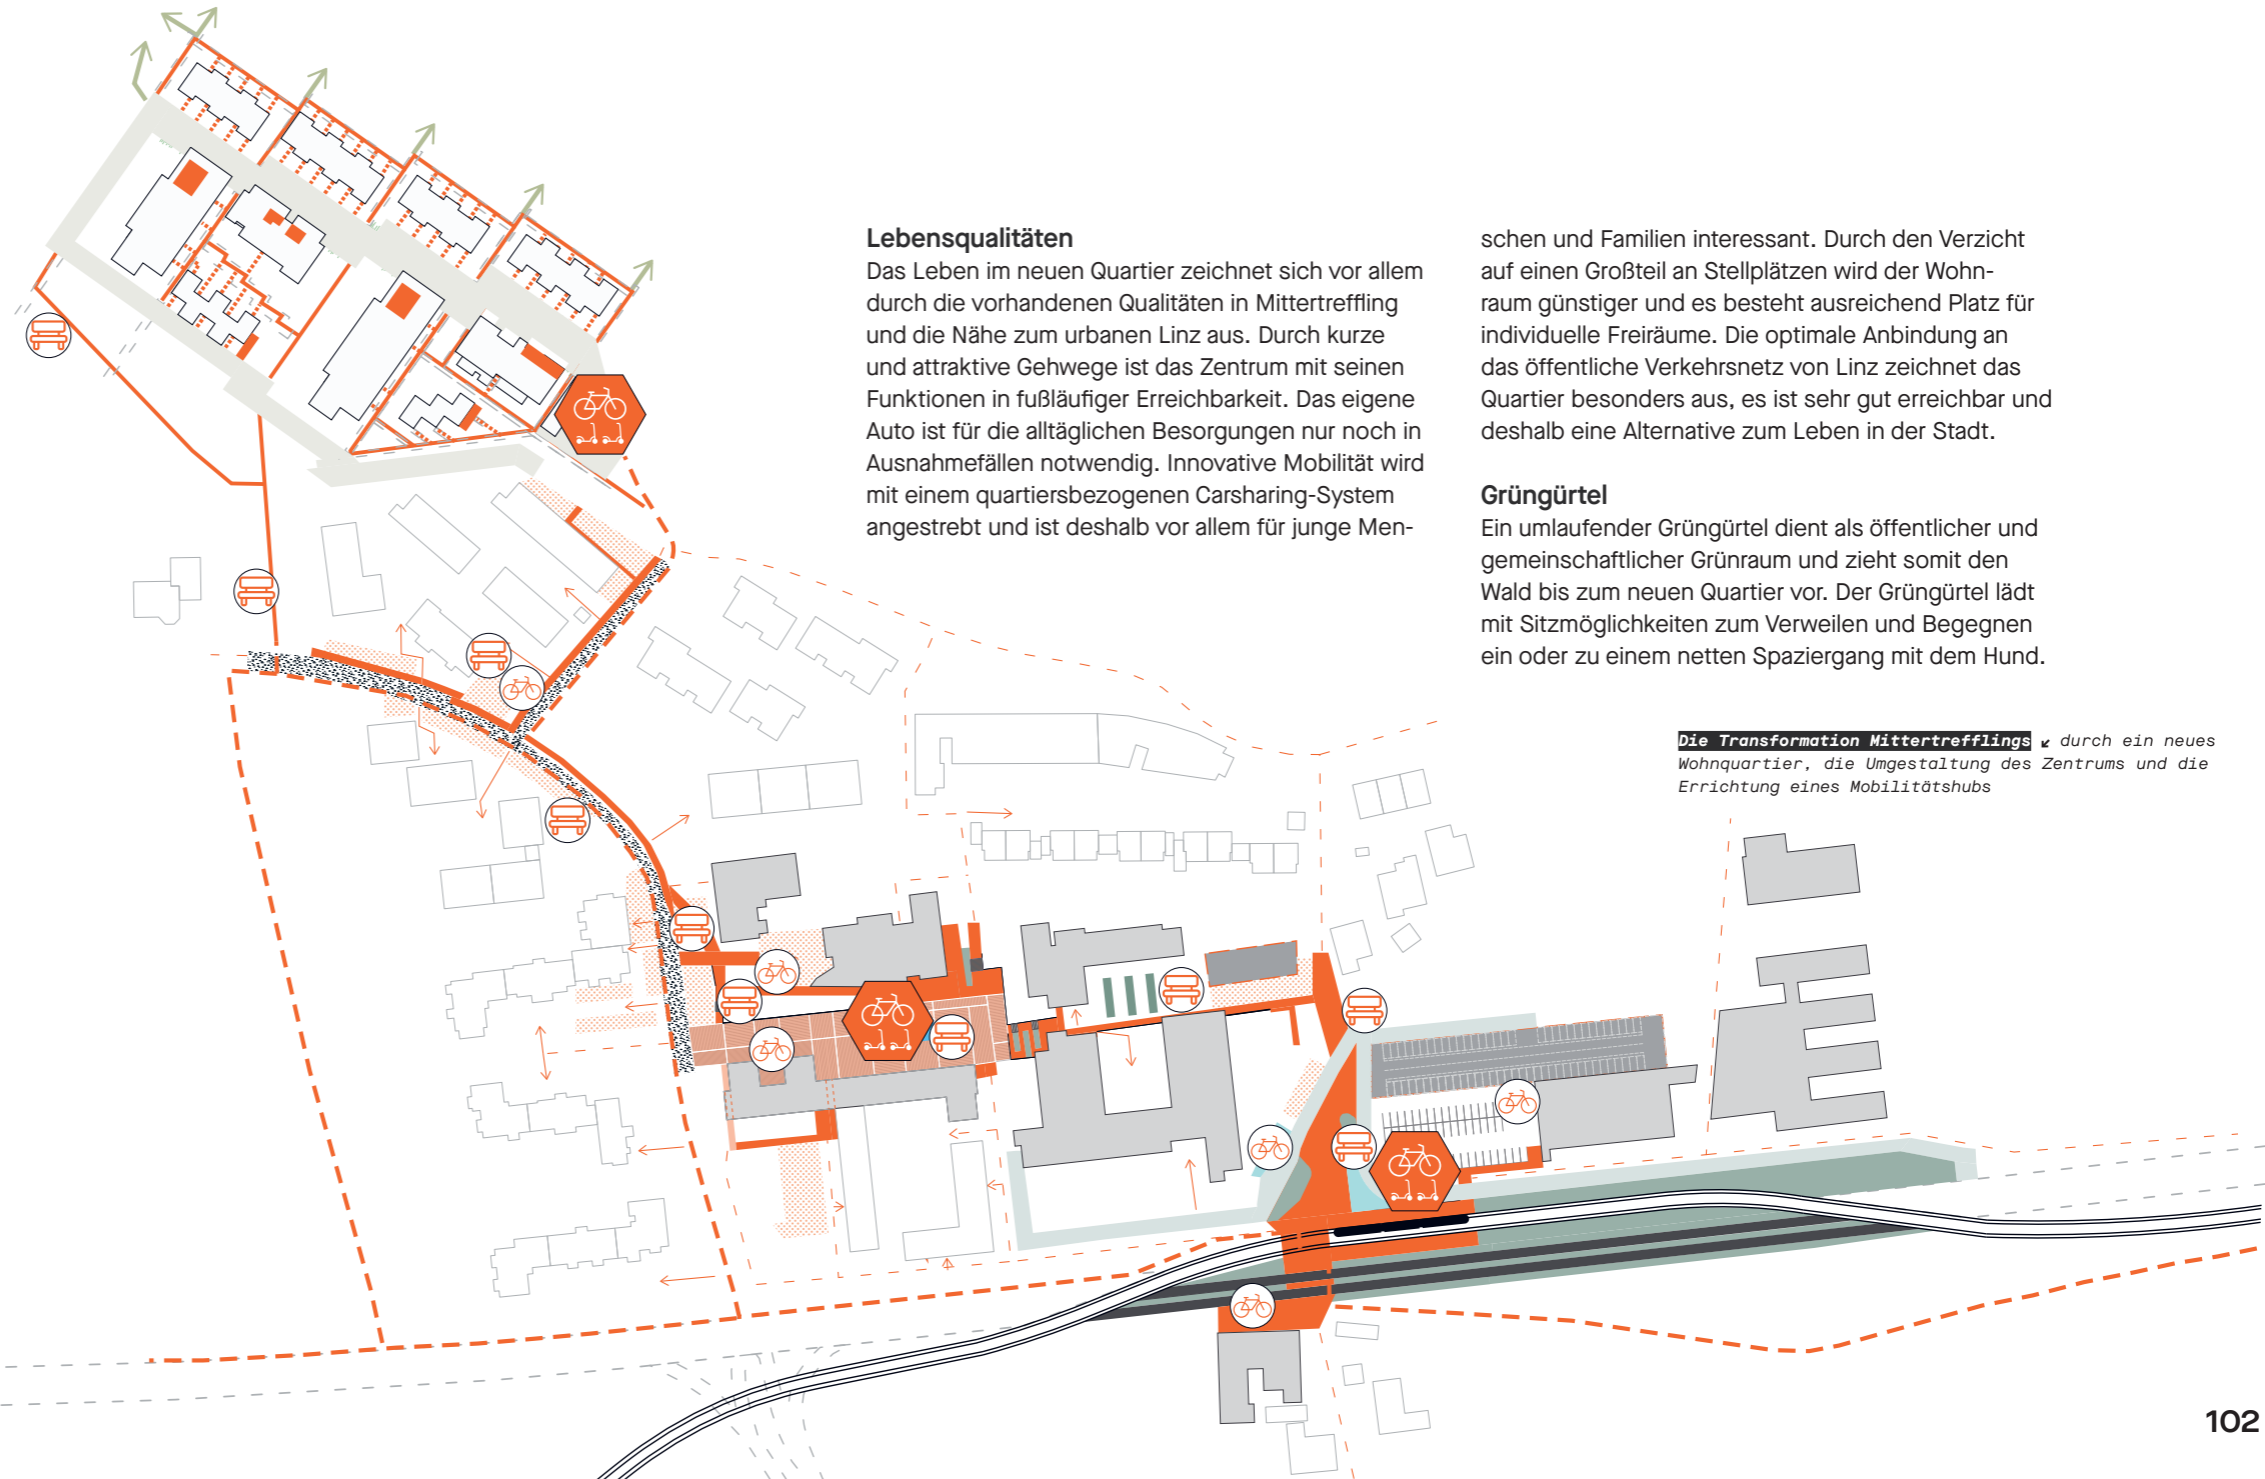 Lebensqualitäten
Das Leben im neuen Quartier zeichnet sich vor allem
durch die vorhandenen Qualitäten in Mittertreffling
und die Nähe zum urbanen Linz aus. Durch kurze
und attraktive Gehwege ist das Zentrum mit seinen
Funktionen in fußläufiger Erreichbarkeit. Das eigene
Auto ist für die alltäglichen Besorgungen nur noch in
Ausnahmefällen notwendig. Innovative Mobilität wird
mit einem quartiersbezogenen Carsharing-System
angestrebt und ist deshalb vor allem für junge Men-
schen und Familien interessant. Durch den Verzicht
auf einen Großteil an Stellplätzen wird der Wohn-
raum günstiger und es besteht ausreichend Platz für
individuelle Freiräume. Die optimale Anbindung an
das öffentliche Verkehrsnetz von Linz zeichnet das
Quartier besonders aus, es ist sehr gut erreichbar und
deshalb eine Alternative zum Leben in der Stadt.
Grüngürtel
Ein umlaufender Grüngürtel dient als öffentlicher und
gemeinschaftlicher Grünraum und zieht somit den
Wald bis zum neuen Quartier vor. Der Grüngürtel lädt
mit Sitzmöglichkeiten zum Verweilen und Begegnen
ein oder zu einem netten Spaziergang mit dem Hund.
Die Transformation Mittertrefflings ↙ durch ein neues
Wohnquartier, die Umgestaltung des Zentrums und die
Errichtung eines Mobilitätshubs
102